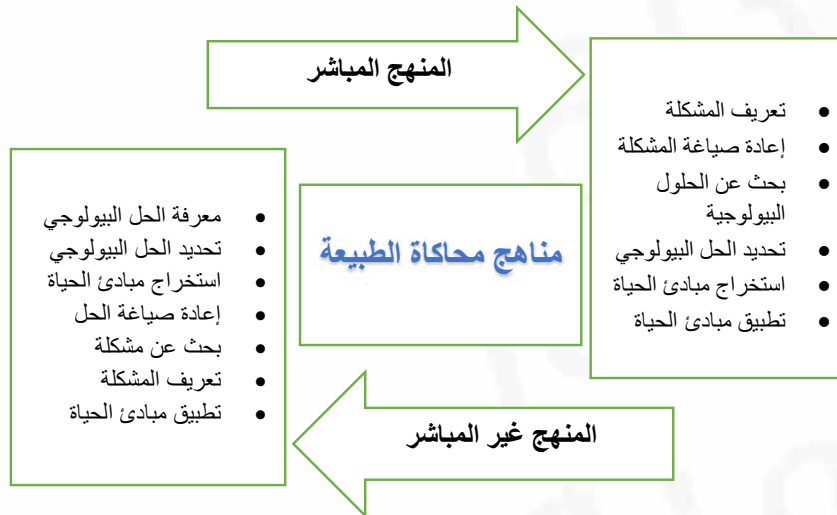 المنهج المباشر
تعريف المشكلة
إعادة صياغة المشكلة
بحث عن الحلول
البيولوجية
تحديد الحل البيولوجي
استخراج مبادئ الحياة
تطبيق مبادئ الحياة
مناهج محاكاة الطبيعة
معرفة الحل البيولوجي
تحديد الحل البيولوجي
استخراج مبادئ الحياة
إعادة صياغة الحل
بحث عن مشكلة
تعريف المشكلة
تطبيق مبادئ الحياة
المنهج غير المباشر